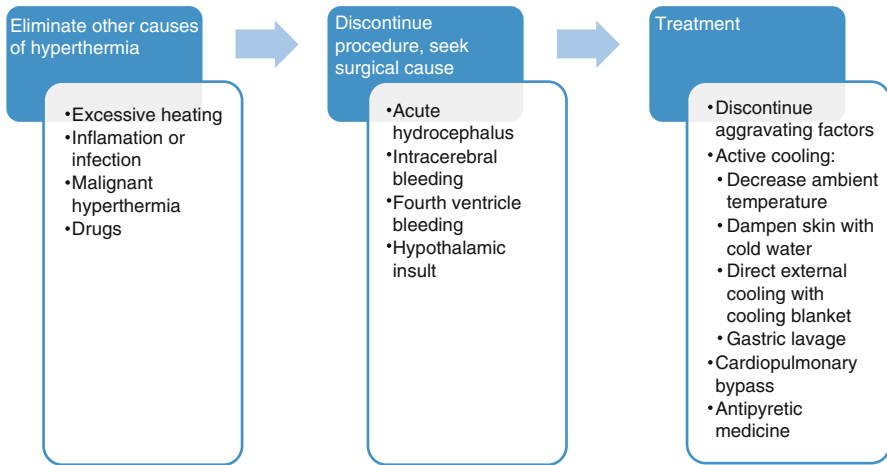 Eliminate other causes
of hyperthermia
•Excessive heating
•Inflamation or
infection
•Malignant
hyperthermia
•Drugs
Discontinue
procedure, seek
surgical cause
•Acute
hydrocephalus
•Intracerebral
bleeding
•Fourth ventricle
bleeding
•Hypothalamic
insult
Treatment
•Discontinue
aggravating factors
•Active cooling:
•Decrease ambient
temperature
•Dampen skin with
cold water
•Direct external
cooling with
cooling blanket
•Gastric lavage
•Cardiopulmonary
bypass
•Antipyretic
medicine